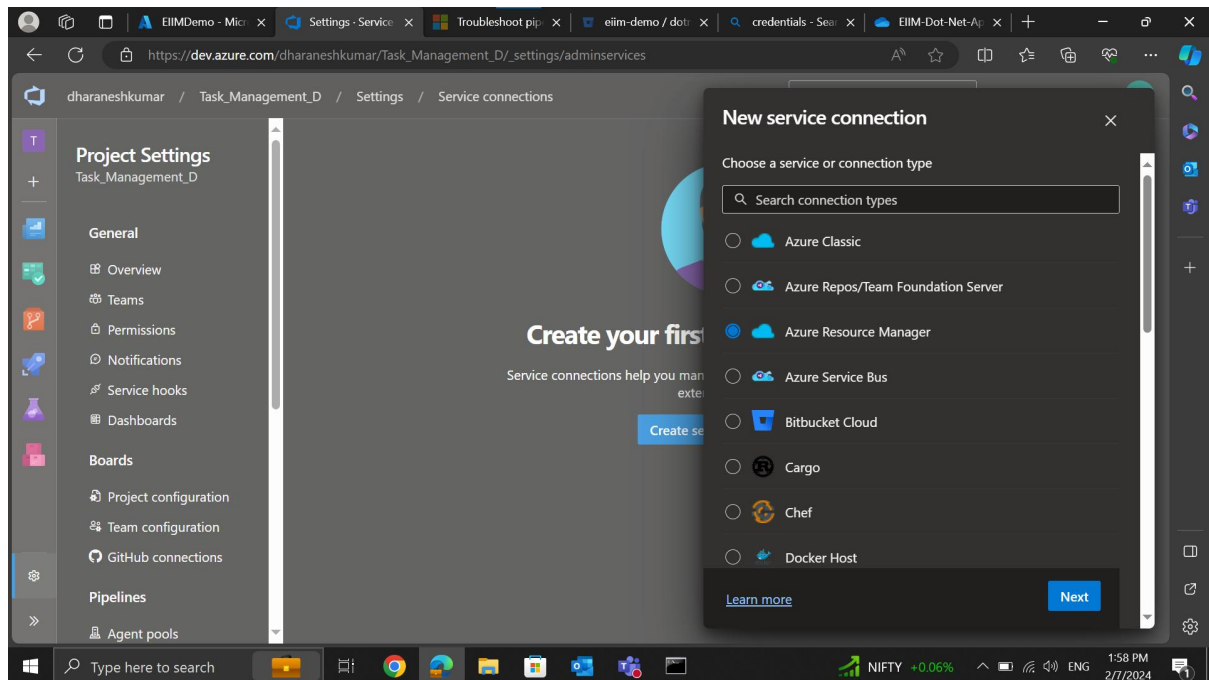 EIIMDemo - Micr
Settings · Service
Troubleshoot pip
eiim-demo / dot
credentials - Sear
EIIM-Dot-Net-Ap
https://dev.azure.com/dharaneshkumar/Task_Management_D/_settings/adminservices
dharaneshkumar / Task_Management_D / Settings / Service connections
T
Project Settings
Task_Management_D
General
Overview
Teams
Permissions
Notifications
Service hooks
Dashboards
Boards
Project configuration
Team configuration
GitHub connections
Pipelines
Agent pools
Create your firs
Service connections help you man
exte
Create se
New service connection
Choose a service or connection type
Search connection types
Azure Classic
Azure Repos/Team Foundation Server
Azure Resource Manager
Azure Service Bus
Bitbucket Cloud
Cargo
Chef
Docker Host
Learn more
Next
Type here to search
NIFTY +0.06%
ENG
1:58 PM
2/7/2024
1